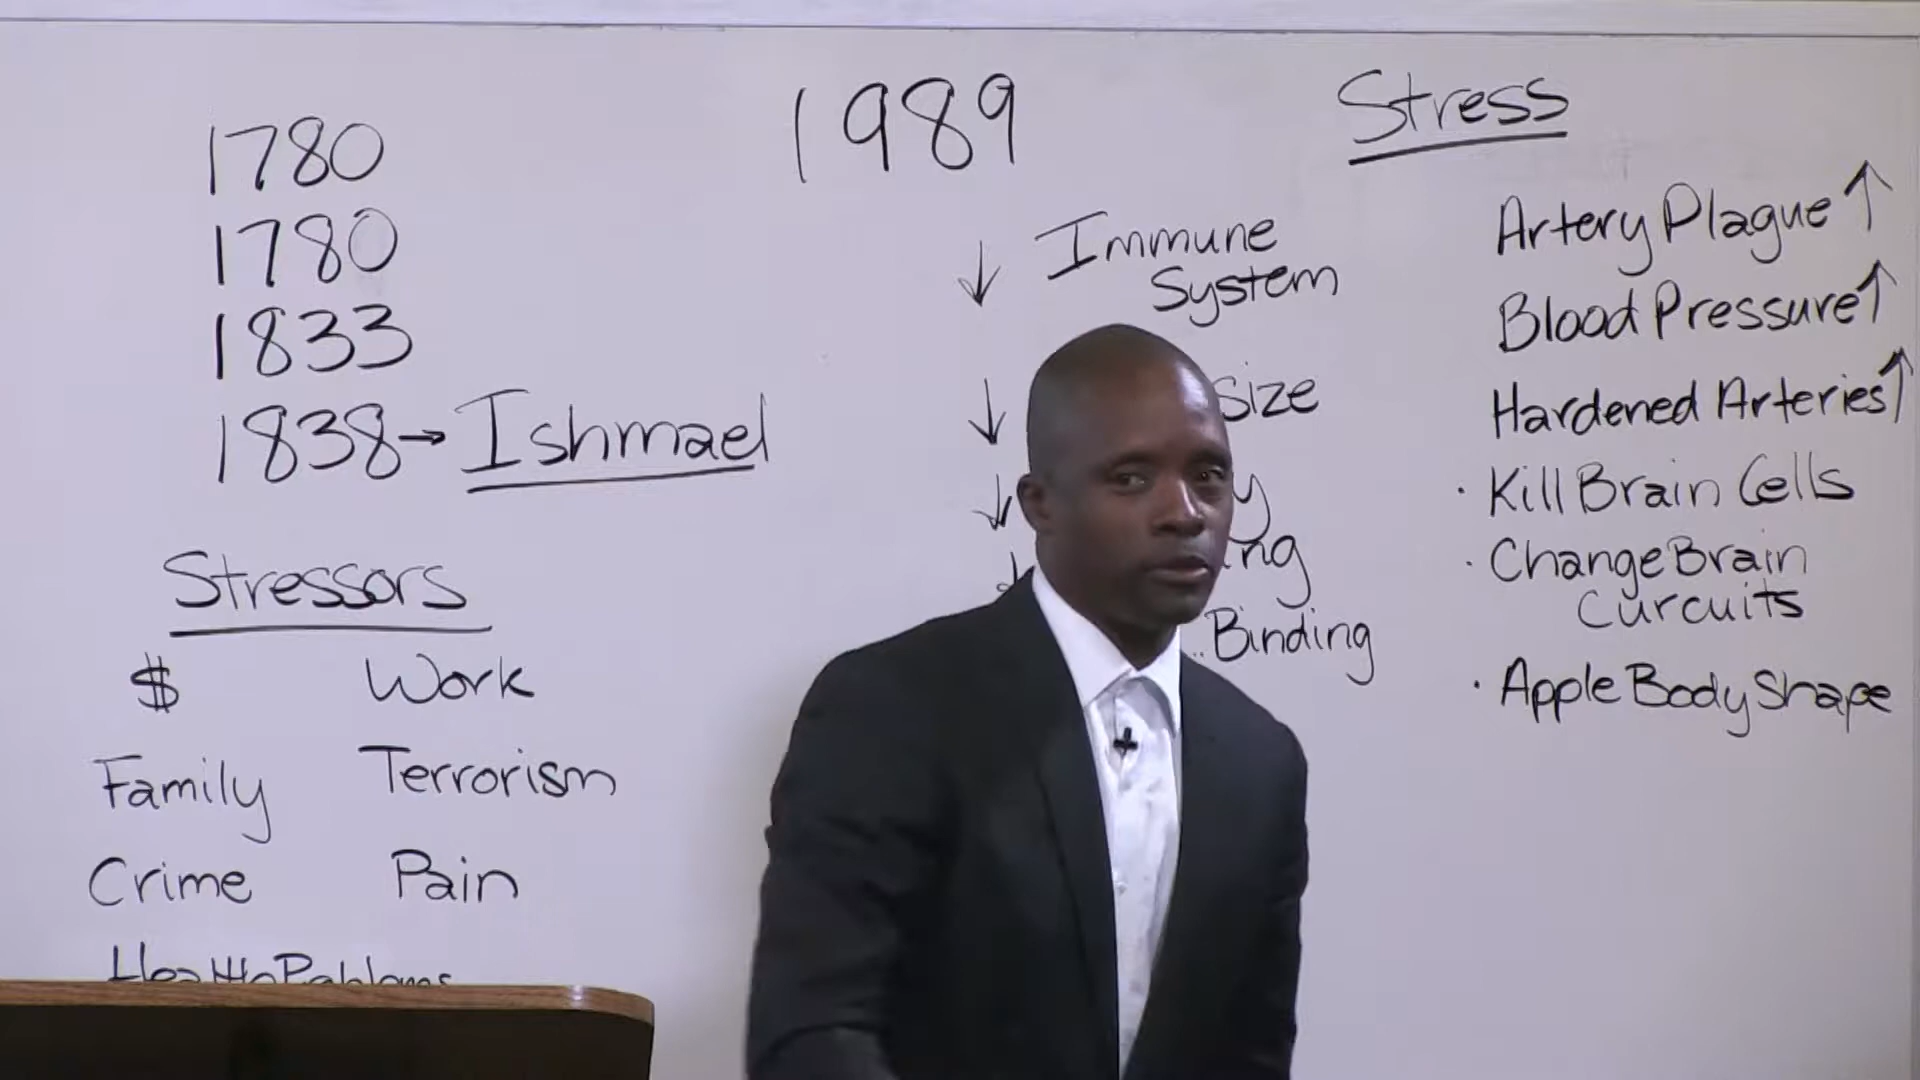 1780
1780
1833
1838→Ishmael
Stressors
$ Work
Family Terrorism
Crime Pain
1989
↓ Immune
System
↓ Size
↓
Binding
Stress
Artery Plague↑
Blood Pressure↑
Hardened Arteries↑
· Kill Brain Cells
· Change Brain
Curcuits
· Apple Body Shape